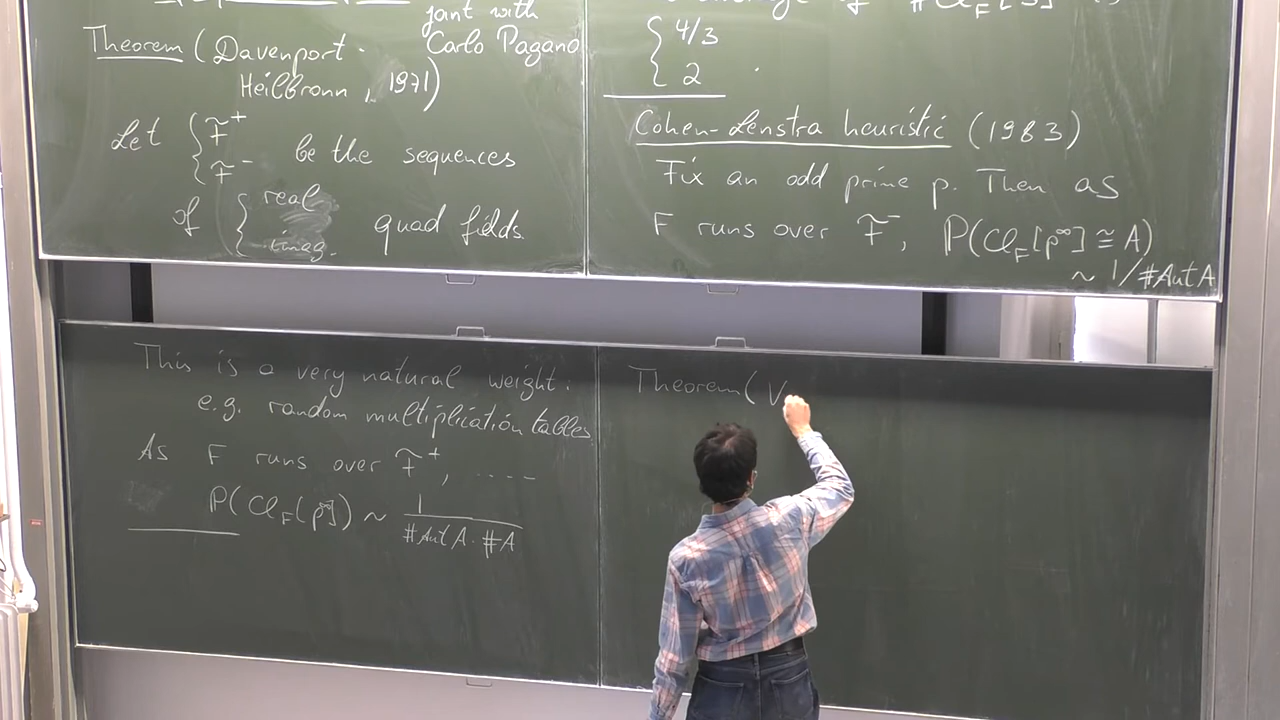 joint with
Theorem (Davenport - Carlo Pagano
Heilbronn, 1971)
Let { F̃⁺ F̃⁻ be the sequences
of { real imag. quad fields.
{ 4/3
2 .
Cohen-Lenstra heuristic (1983)
Fix an odd prime p. Then as
F runs over F̃⁻, P(Cl_F[p^∞] ≅ A)
~ 1/#Aut A
This is a very natural weight:
e.g. random multiplication tables
As F runs over F̃⁺, ....
P(Cl_F[p^∞]) ~ 1/(#Aut A · #A)
Theorem (V